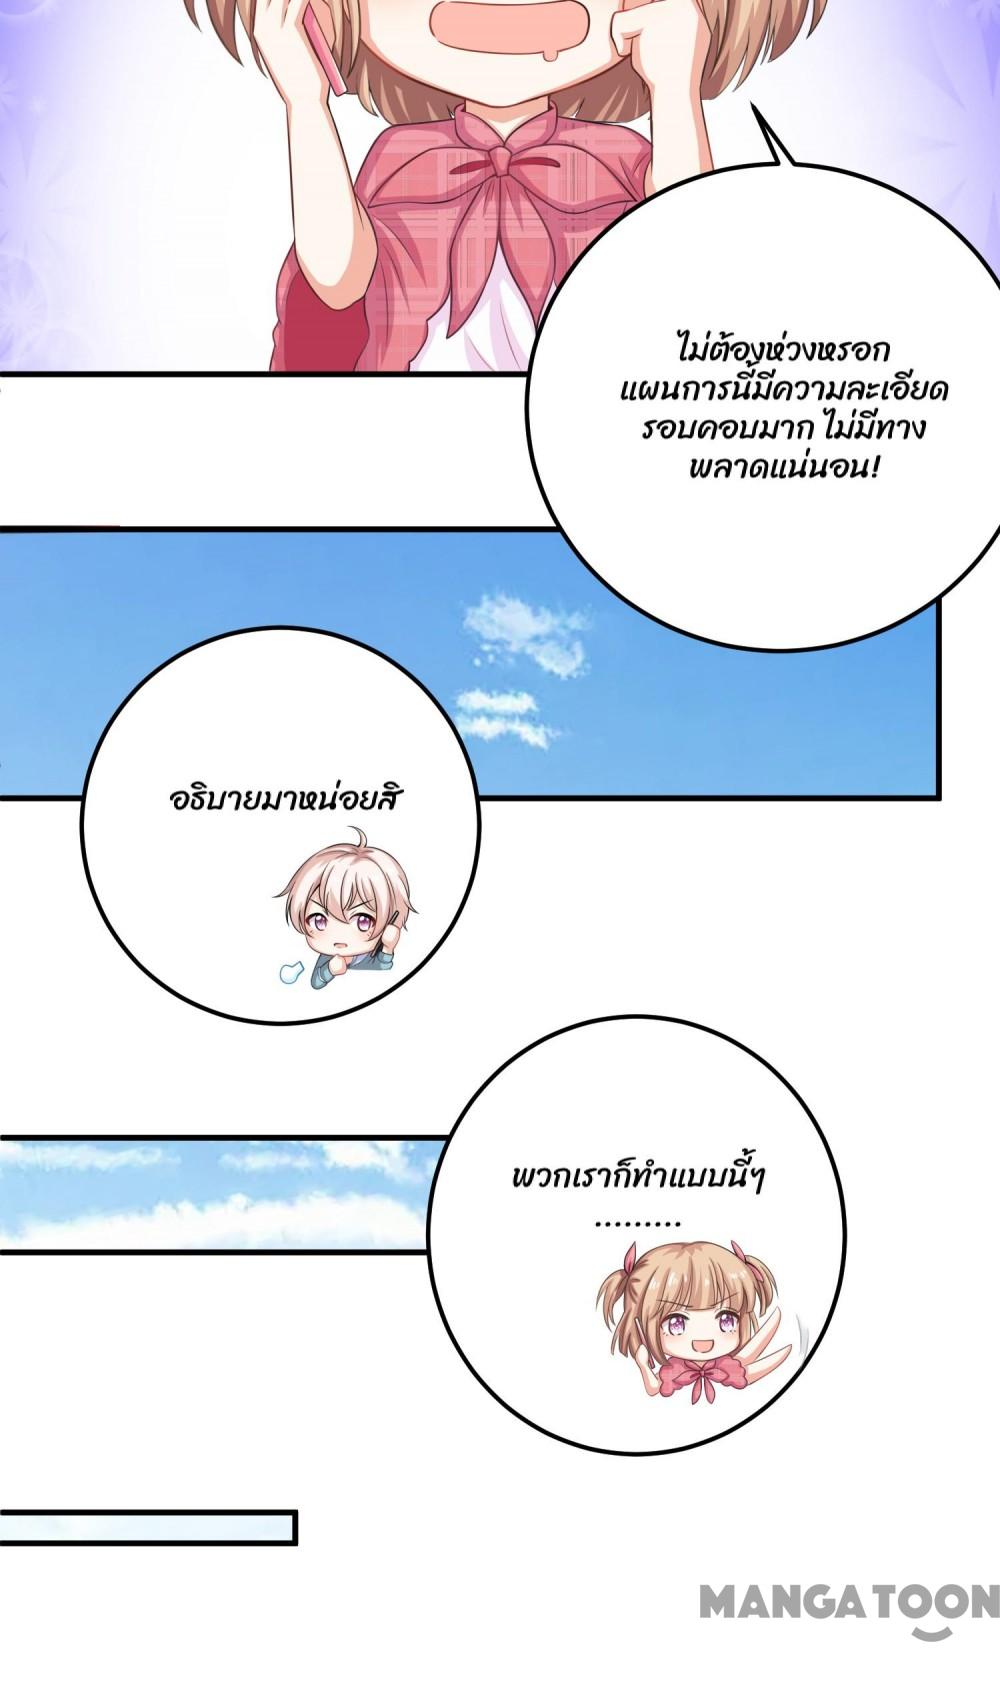 ไม่ต้องห่วงหรอก
แผนการนี้มีความละเอียด
รอบคอบมาก ไม่มีทาง
พลาดแน่นอน!
อธิบายมาหน่อยสิ
พวกเราก็ทำแบบนี้ๆ
.........
MANGATOON